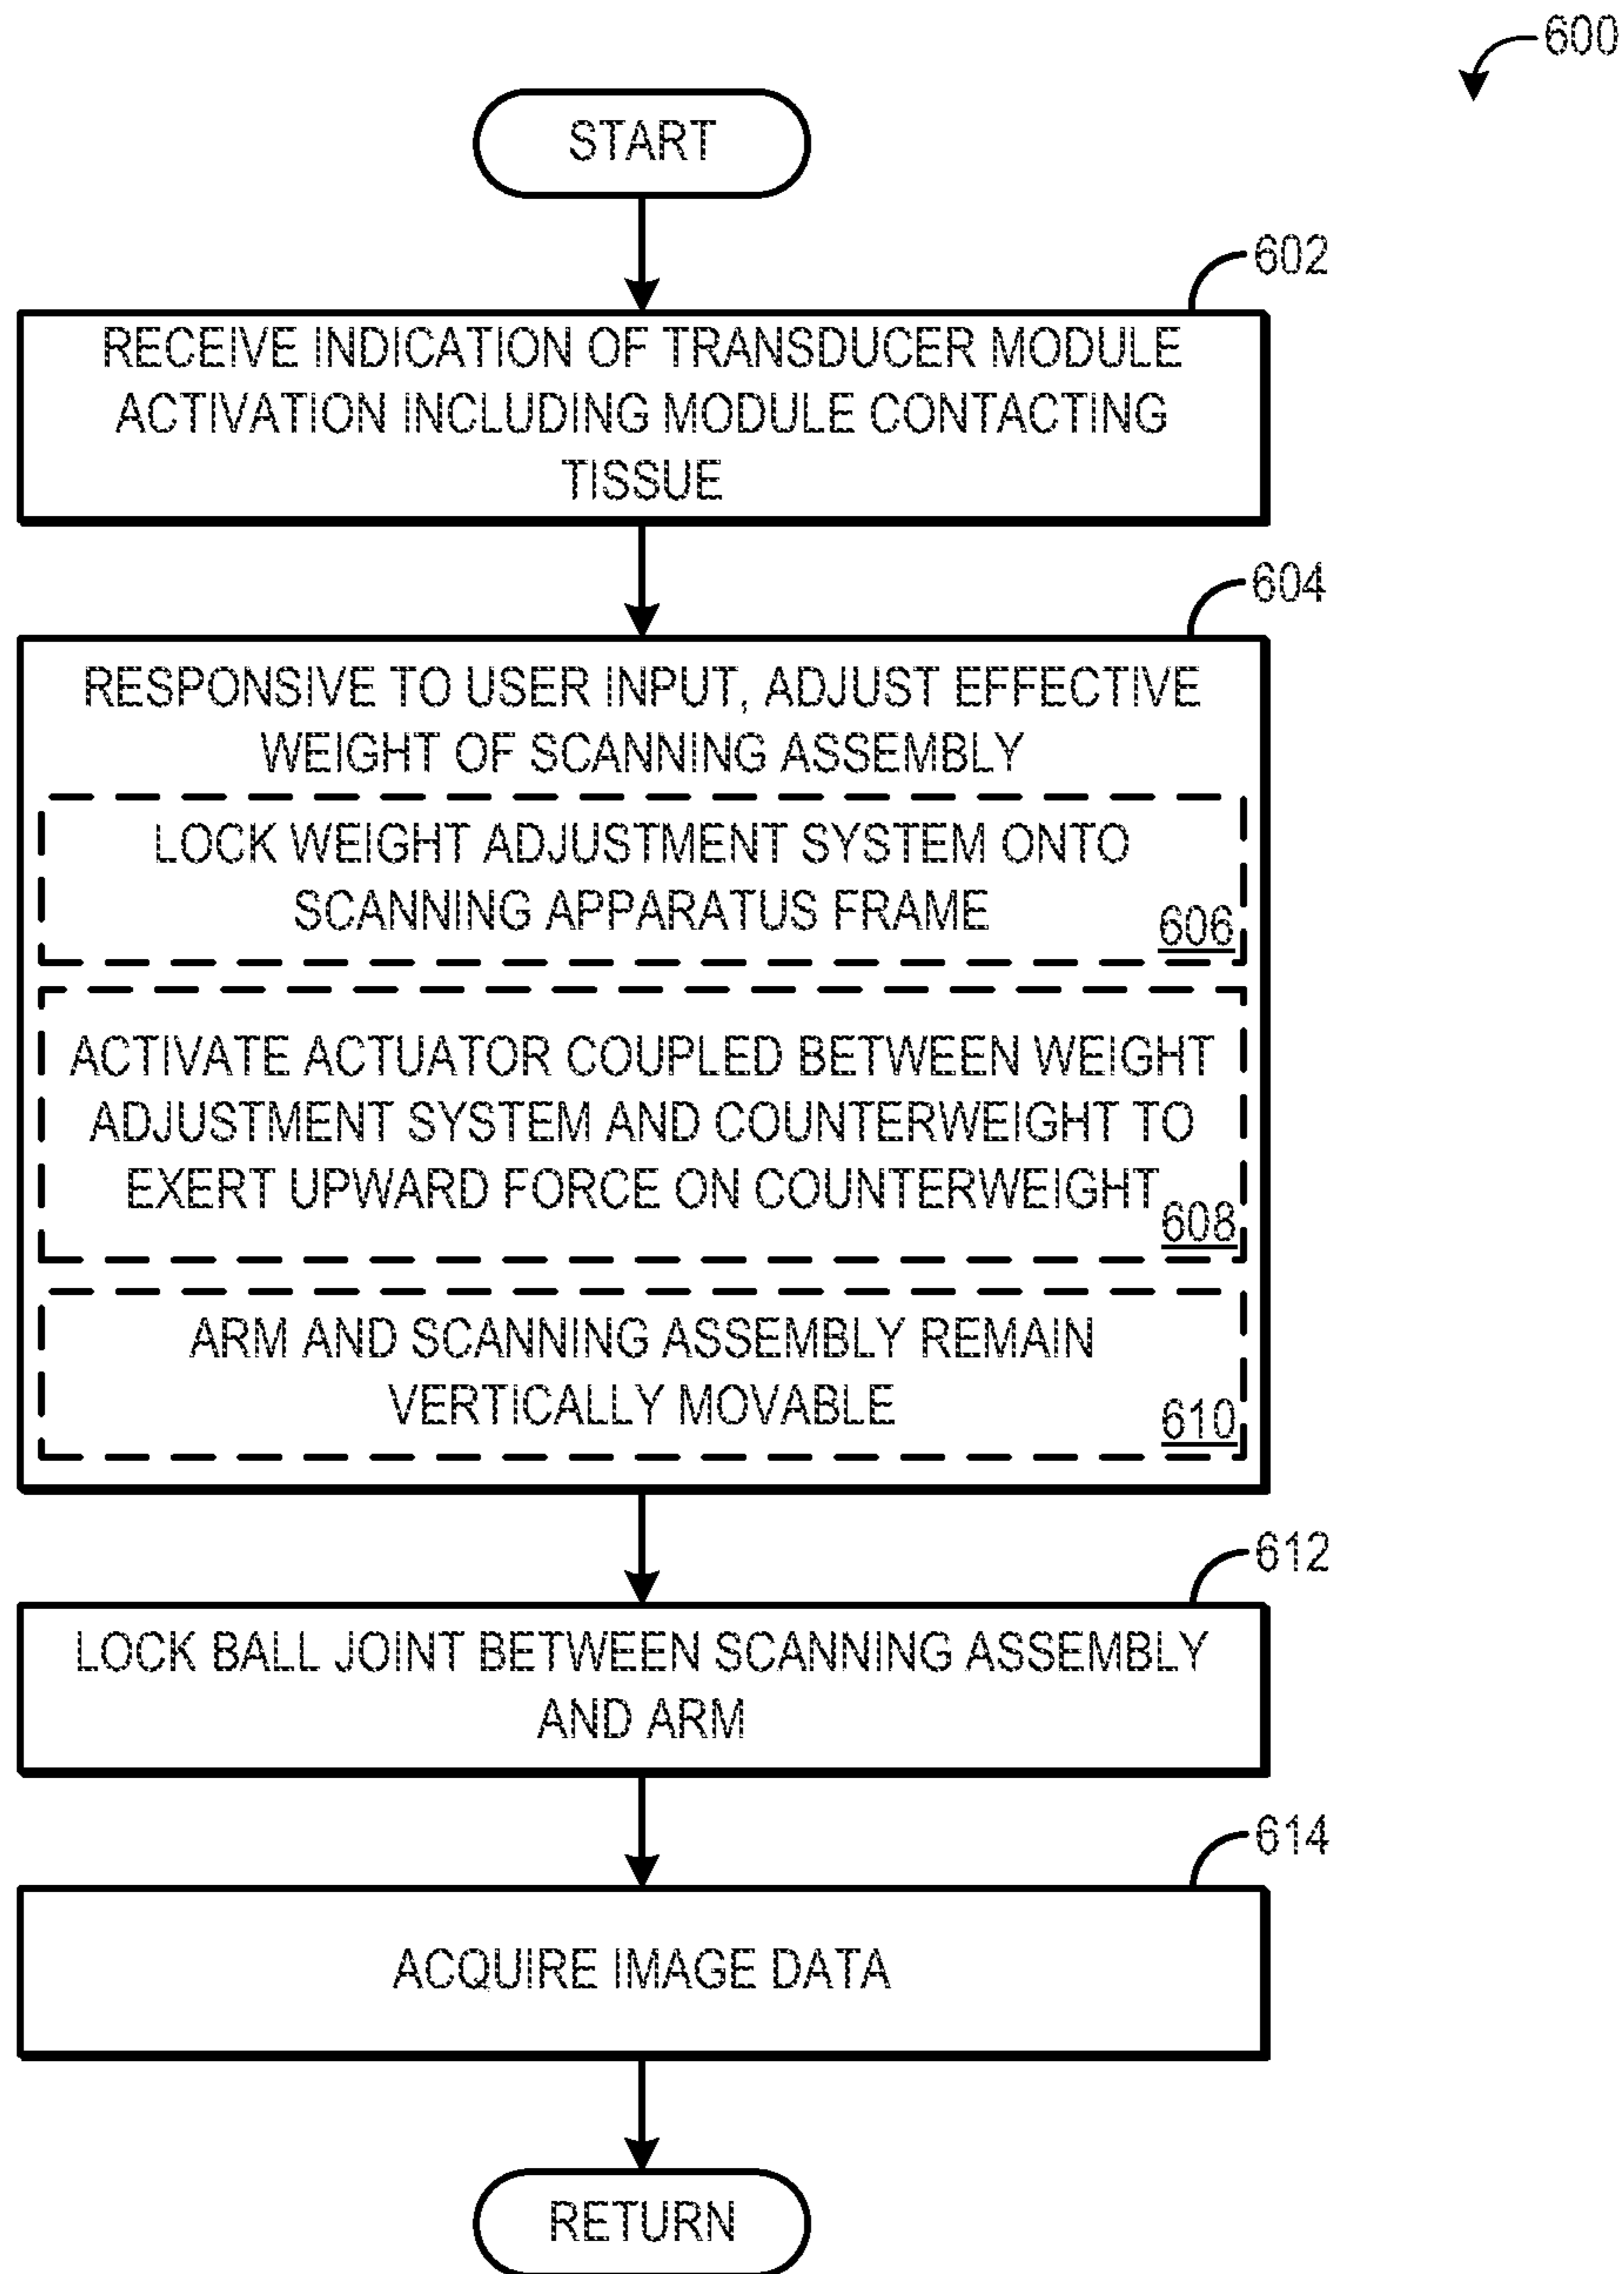 600
START
602
RECEIVE INDICATION OF TRANSDUCER MODULE
ACTIVATION INCLUDING MODULE CONTACTING
TISSUE
604
RESPONSIVE TO USER INPUT, ADJUST EFFECTIVE
WEIGHT OF SCANNING ASSEMBLY
LOCK WEIGHT ADJUSTMENT SYSTEM ONTO
SCANNING APPARATUS FRAME
606
ACTIVATE ACTUATOR COUPLED BETWEEN WEIGHT
ADJUSTMENT SYSTEM AND COUNTERWEIGHT TO
EXERT UPWARD FORCE ON COUNTERWEIGHT
608
ARM AND SCANNING ASSEMBLY REMAIN
VERTICALLY MOVABLE
610
612
LOCK BALL JOINT BETWEEN SCANNING ASSEMBLY
AND ARM
614
ACQUIRE IMAGE DATA
RETURN